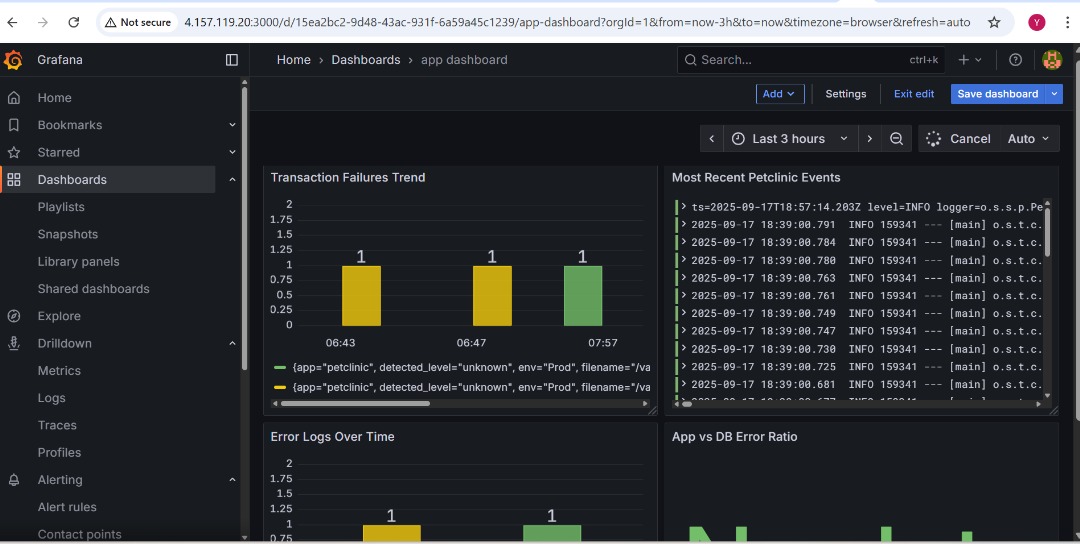 Not secure 4.157.119.20:3000/d/15ea2bc2-9d48-43ac-931f-6a59a45c1239/app-dashboard?orgId=1&from=now-3h&to=now&timezone=browser&refresh=auto Y
Grafana
Home › Dashboards › app dashboard
Search... ctrl+k
Add Settings Exit edit Save dashboard
Last 3 hours Cancel Auto
Home
Bookmarks
Starred
Dashboards
Playlists
Snapshots
Library panels
Shared dashboards
Explore
Drilldown
Metrics
Logs
Traces
Profiles
Alerting
Alert rules
Contact points
Transaction Failures Trend
2
1.75
1.5
1.25
1
0.75
0.5
0.25
0
1 1 1
06:43 06:47 07:57
{app="petclinic", detected_level="unknown", env="Prod", filename="/va
{app="petclinic", detected_level="unknown", env="Prod", filename="/va
Most Recent Petclinic Events
ts=2025-09-17T18:57:14.203Z level=INFO logger=o.s.s.p.Pe
2025-09-17 18:39:00.791 INFO 159341 --- [main] o.s.t.c.
2025-09-17 18:39:00.784 INFO 159341 --- [main] o.s.t.c.
2025-09-17 18:39:00.780 INFO 159341 --- [main] o.s.t.c.
2025-09-17 18:39:00.763 INFO 159341 --- [main] o.s.t.c.
2025-09-17 18:39:00.761 INFO 159341 --- [main] o.s.t.c.
2025-09-17 18:39:00.749 INFO 159341 --- [main] o.s.t.c.
2025-09-17 18:39:00.747 INFO 159341 --- [main] o.s.t.c.
2025-09-17 18:39:00.730 INFO 159341 --- [main] o.s.t.c.
2025-09-17 18:39:00.725 INFO 159341 --- [main] o.s.t.c.
2025-09-17 18:39:00.681 INFO 159341 --- [main] o.s.t.c.
Error Logs Over Time
2
1.75
1.5
1.25
1
0.75
1 1
App vs DB Error Ratio